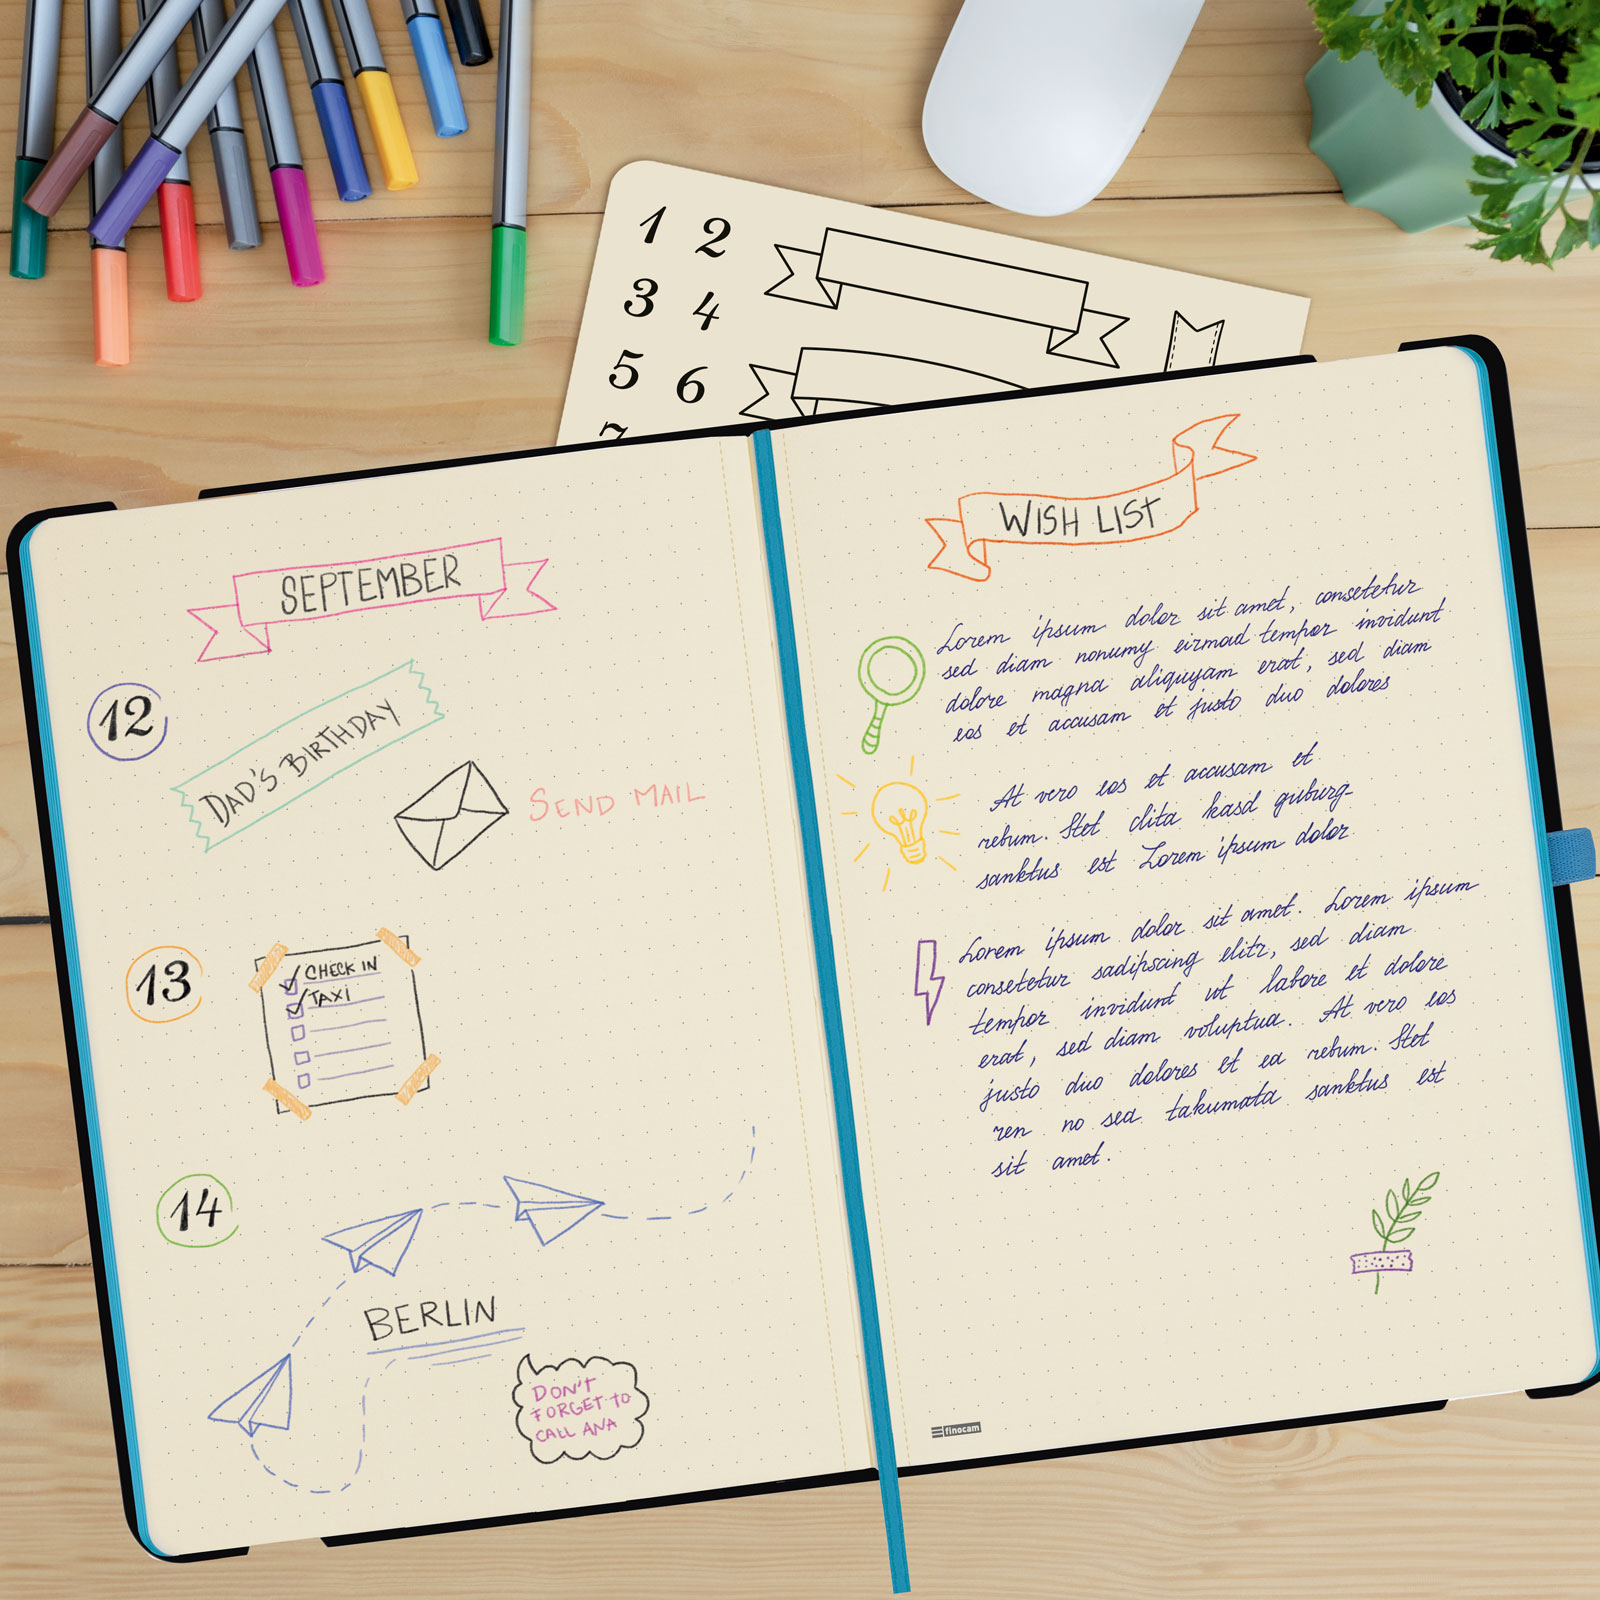 1 2
3 4
5 6
7
SEPTEMBER
12
DAD'S BIRTHDAY
SEND MAIL
13
CHECK IN
TAXI
14
BERLIN
DON'T
FORGET TO
CALL ANA
WISH LIST
Lorem ipsum dolor sit amet, consetetur
sed diam nonumy eirmod tempor invidunt
dolore magna aliquyam erat, sed diam
eos et accusam et justo duo dolores
At vero eos et accusam et
rebum. Stet clita kasd guburg-
sanktus est Lorem ipsum dolor
Lorem ipsum dolor sit amet. Lorem ipsum
consetetur sadipscing elitr, sed diam
tempor invidunt ut labore et dolore
erat, sed diam voluptua. At vero eos
justo duo dolores et ea rebum. Stet
ren no sea takumata sanktus est
sit amet.
finocam